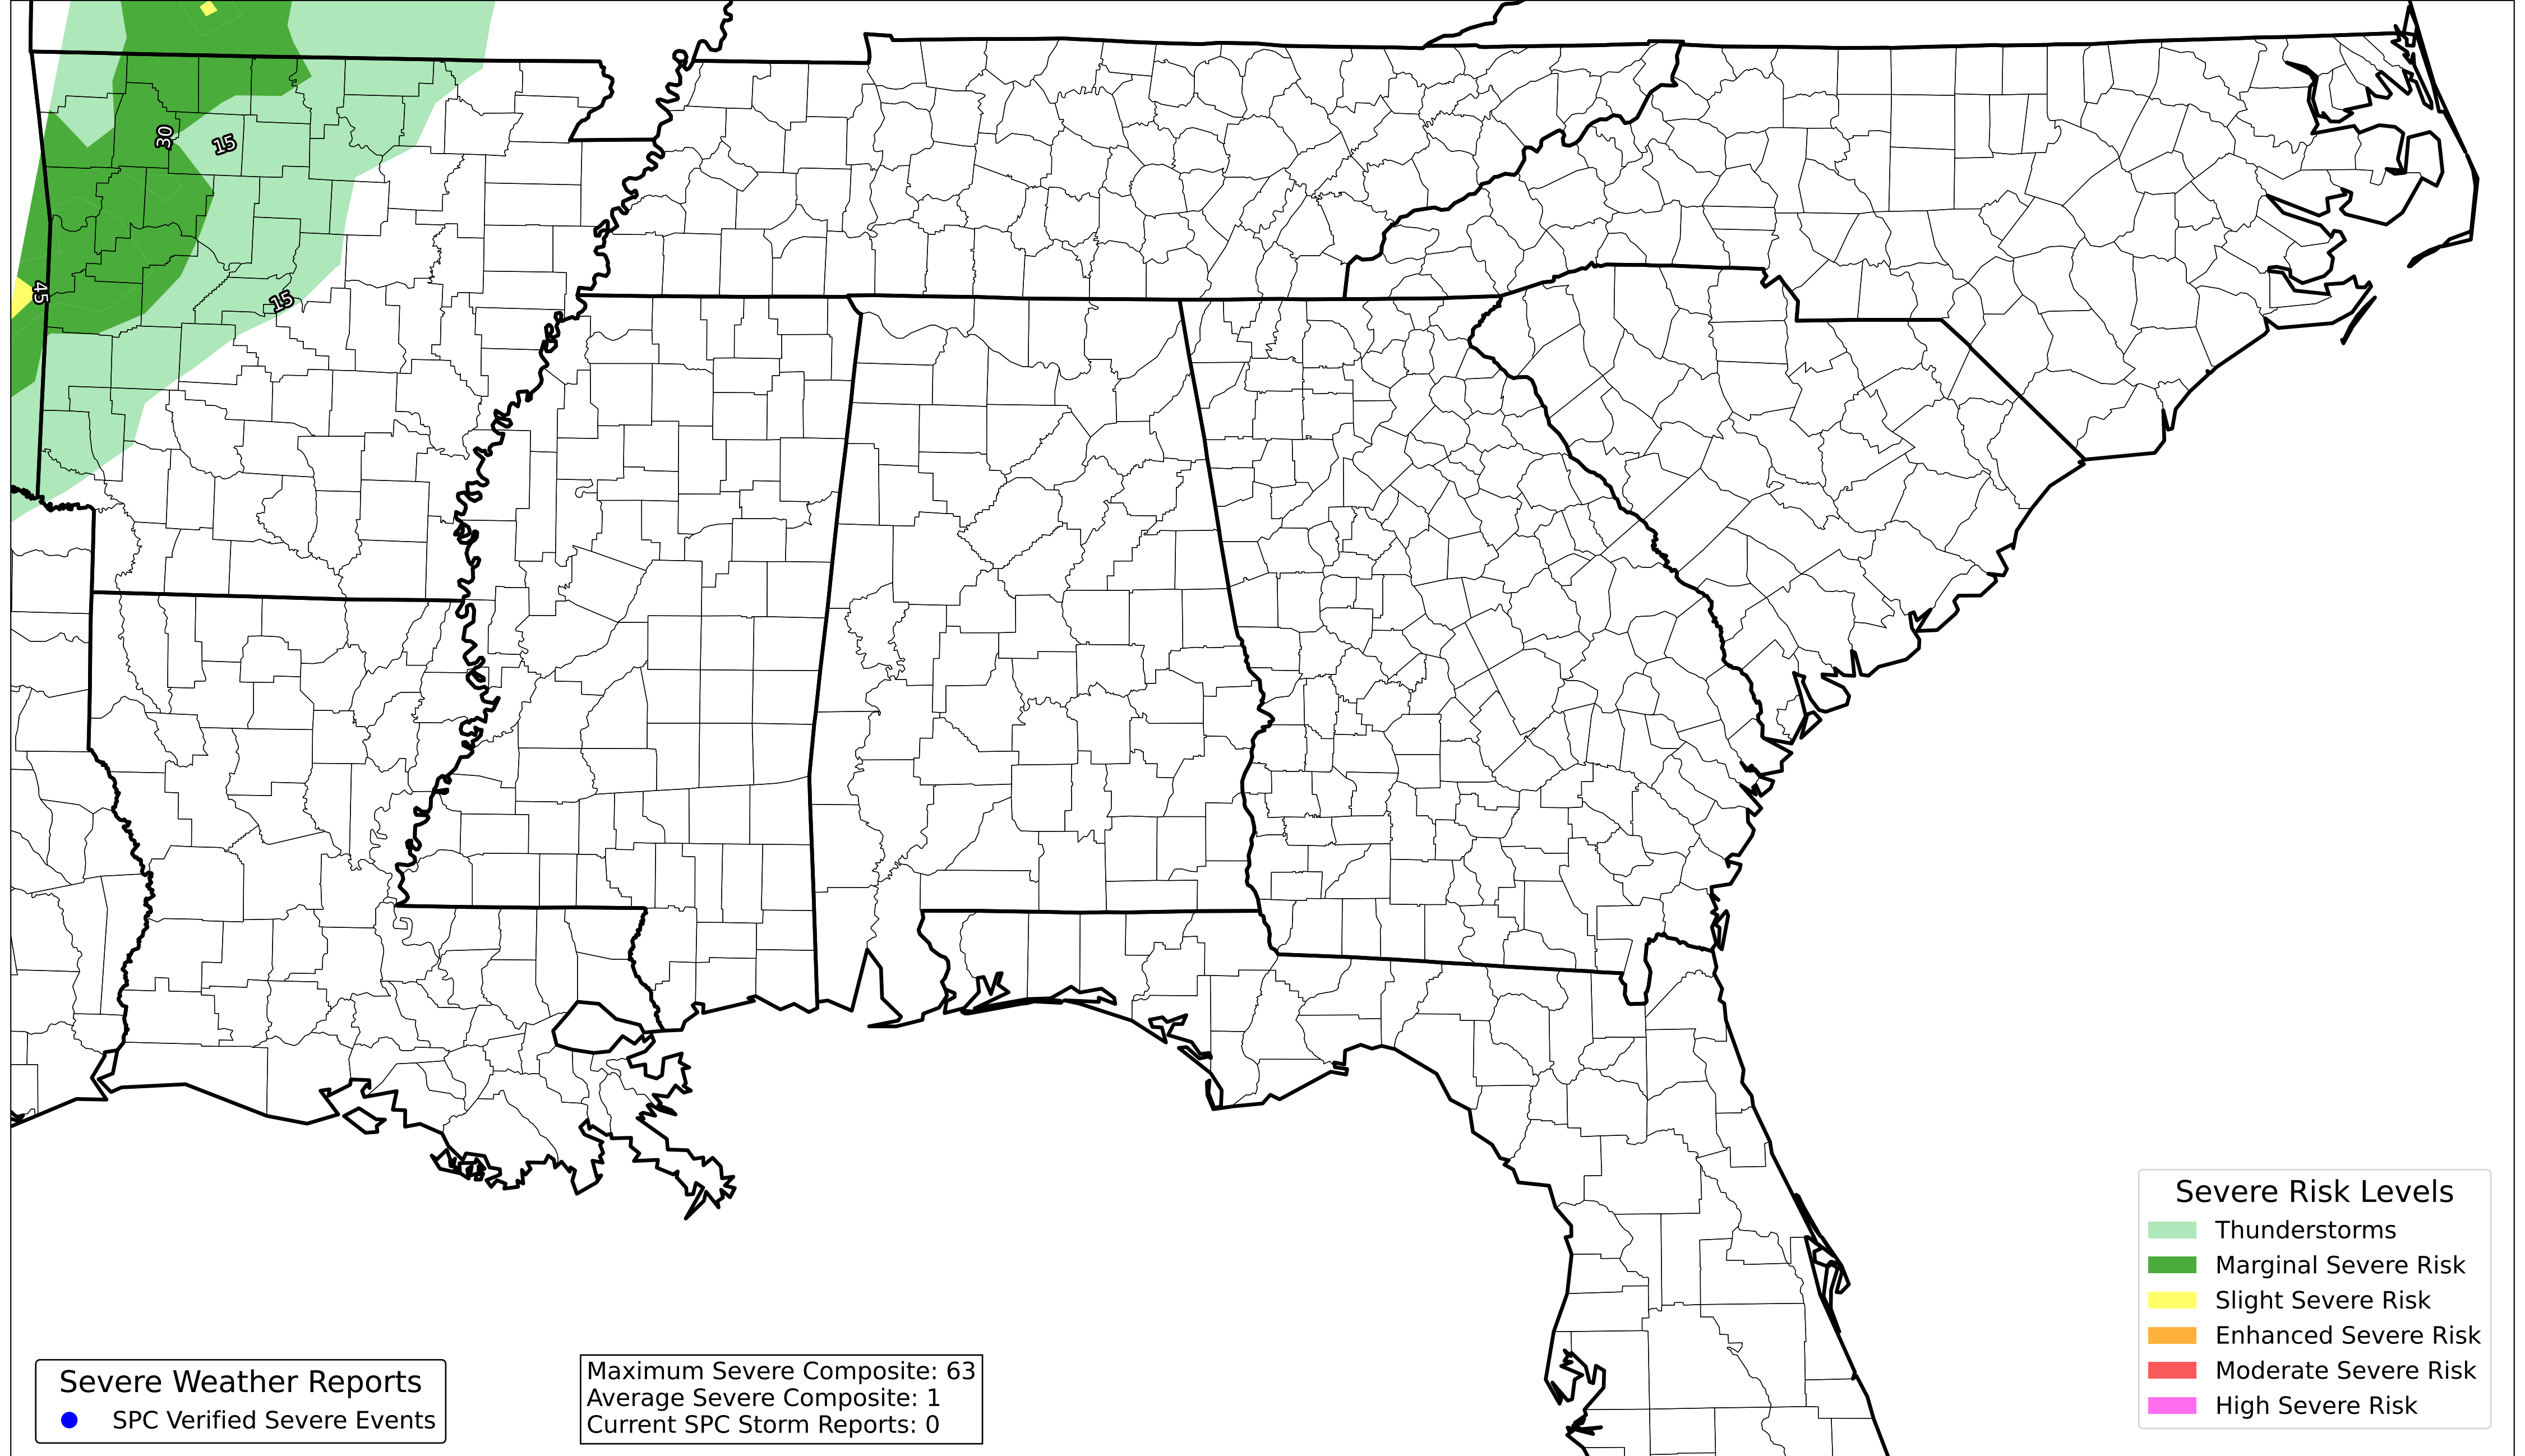 30
15
45
15
Severe Risk Levels
Thunderstorms
Marginal Severe Risk
Slight Severe Risk
Enhanced Severe Risk
Moderate Severe Risk
High Severe Risk
Severe Weather Reports
SPC Verified Severe Events
Maximum Severe Composite: 63
Average Severe Composite: 1
Current SPC Storm Reports: 0